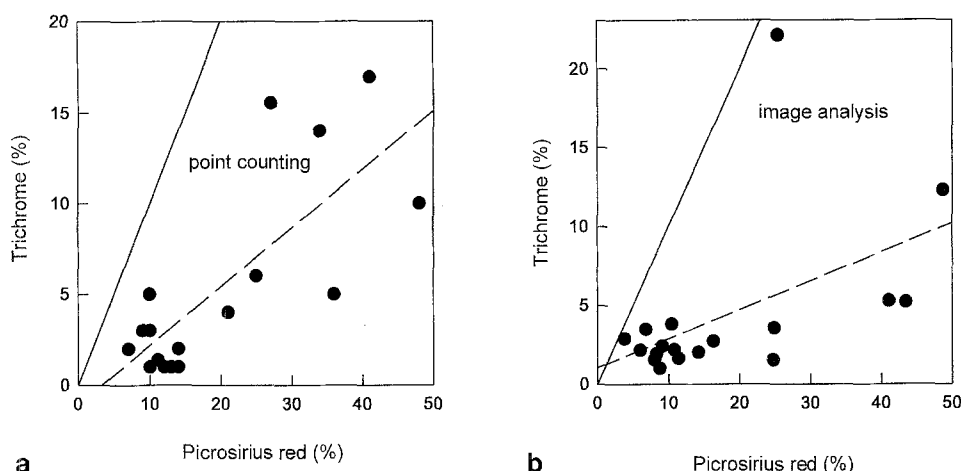 20
15
10
5
0
Trichrome (%)
point counting
0 10 20 30 40 50
Picrosirius red (%)
a
20
15
10
5
0
Trichrome (%)
image analysis
0 10 20 30 40 50
Picrosirius red (%)
b